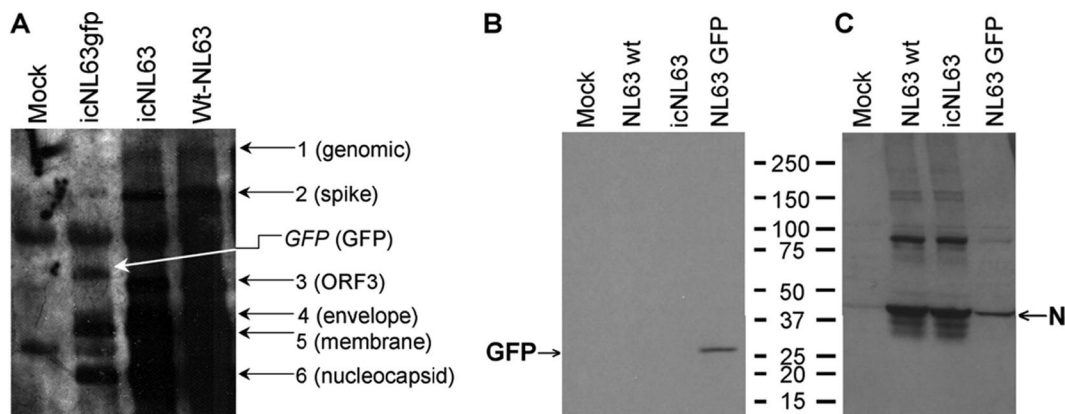 A
Mock
icNL63gfp
icNL63
Wt-NL63
1 (genomic)
2 (spike)
GFP (GFP)
3 (ORF3)
4 (envelope)
5 (membrane)
6 (nucleocapsid)
B
Mock
NL63 wt
icNL63
NL63 GFP
GFP
250
150
100
75
50
37
25
20
15
C
Mock
NL63 wt
icNL63
NL63 GFP
N